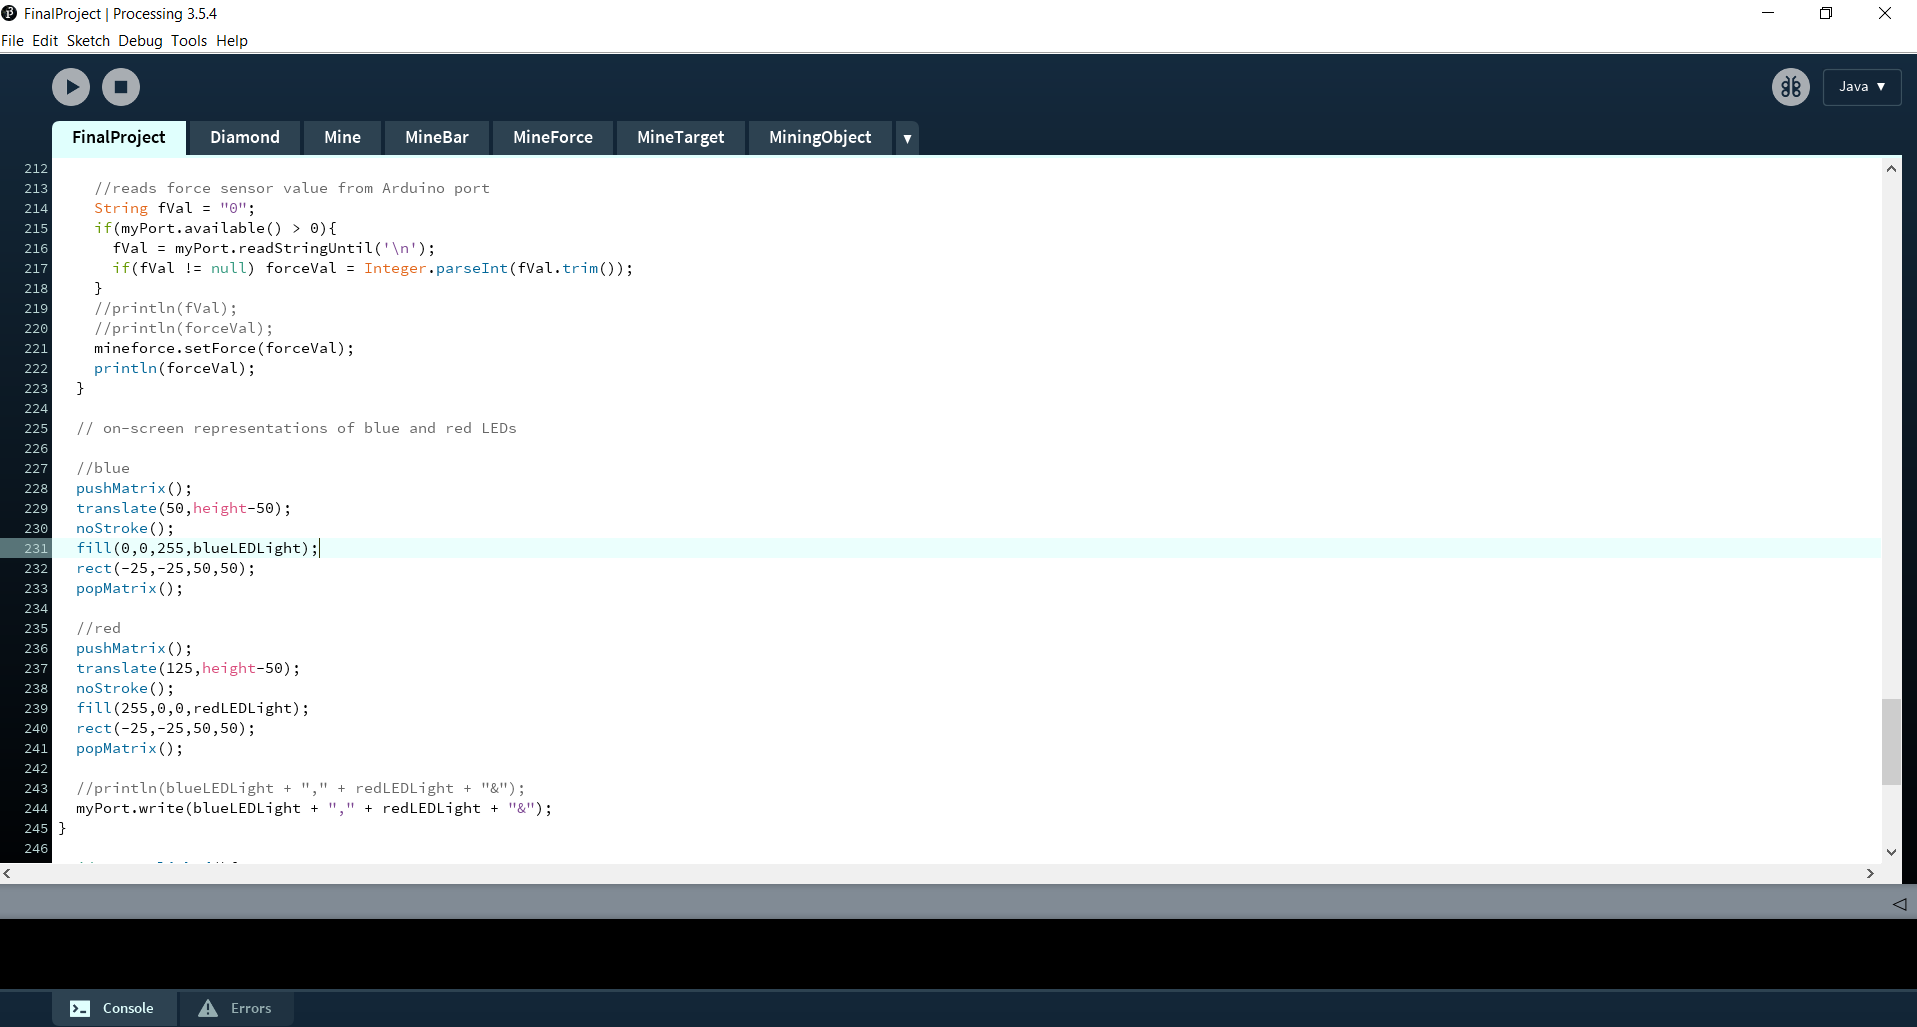 FinalProject | Processing 3.5.4
File Edit Sketch Debug Tools Help
Java ▼
FinalProject Diamond Mine MineBar MineForce MineTarget MiningObject ▼
212
213 //reads force sensor value from Arduino port
214 String fVal = "0";
215 if(myPort.available() > 0){
216 fVal = myPort.readStringUntil('\n');
217 if(fVal != null) forceVal = Integer.parseInt(fVal.trim());
218 }
219 //println(fVal);
220 //println(forceVal);
221 mineforce.setForce(forceVal);
222 println(forceVal);
223 }
224
225 // on-screen representations of blue and red LEDs
226
227 //blue
228 pushMatrix();
229 translate(50,height-50);
230 noStroke();
231 fill(0,0,255,blueLEDLight);
232 rect(-25,-25,50,50);
233 popMatrix();
234
235 //red
236 pushMatrix();
237 translate(125,height-50);
238 noStroke();
239 fill(255,0,0,redLEDLight);
240 rect(-25,-25,50,50);
241 popMatrix();
242
243 //println(blueLEDLight + "," + redLEDLight + "&");
244 myPort.write(blueLEDLight + "," + redLEDLight + "&");
245 }
246
Console Errors